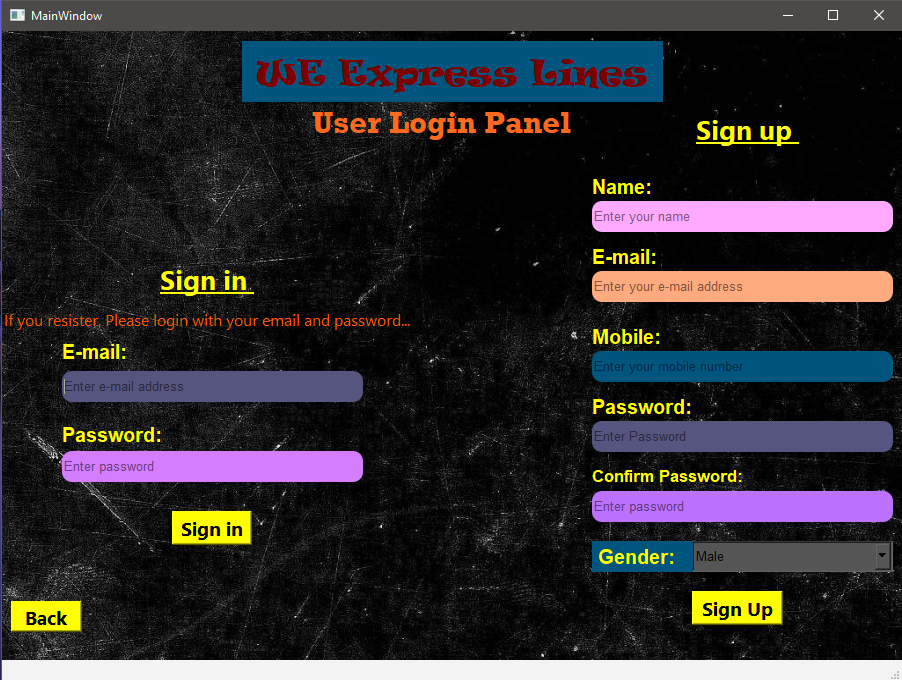 MainWindow
WE Express Lines
User Login Panel
Sign in
If you resister, Please login with your email and password...
E-mail:
Enter e-mail address
Password:
Enter password
Sign in
Back
Sign up
Name:
Enter your name
E-mail:
Enter your e-mail address
Mobile:
Enter your mobile number
Password:
Enter Password
Confirm Password:
Enter password
Gender: Male
Sign Up